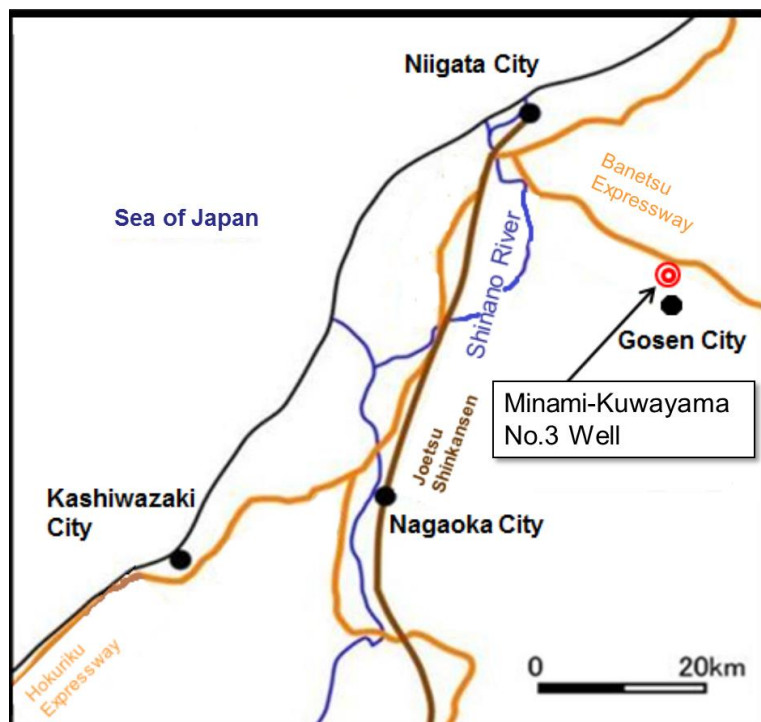 Niigata City
Banetsu
Expressway
Sea of Japan
Shinano River
Gosen City
Minami-Kuwayama
No.3 Well
Joetsu
Shinkansen
Kashiwazaki
City
Nagaoka City
Hokuriku
Expressway
0 20km